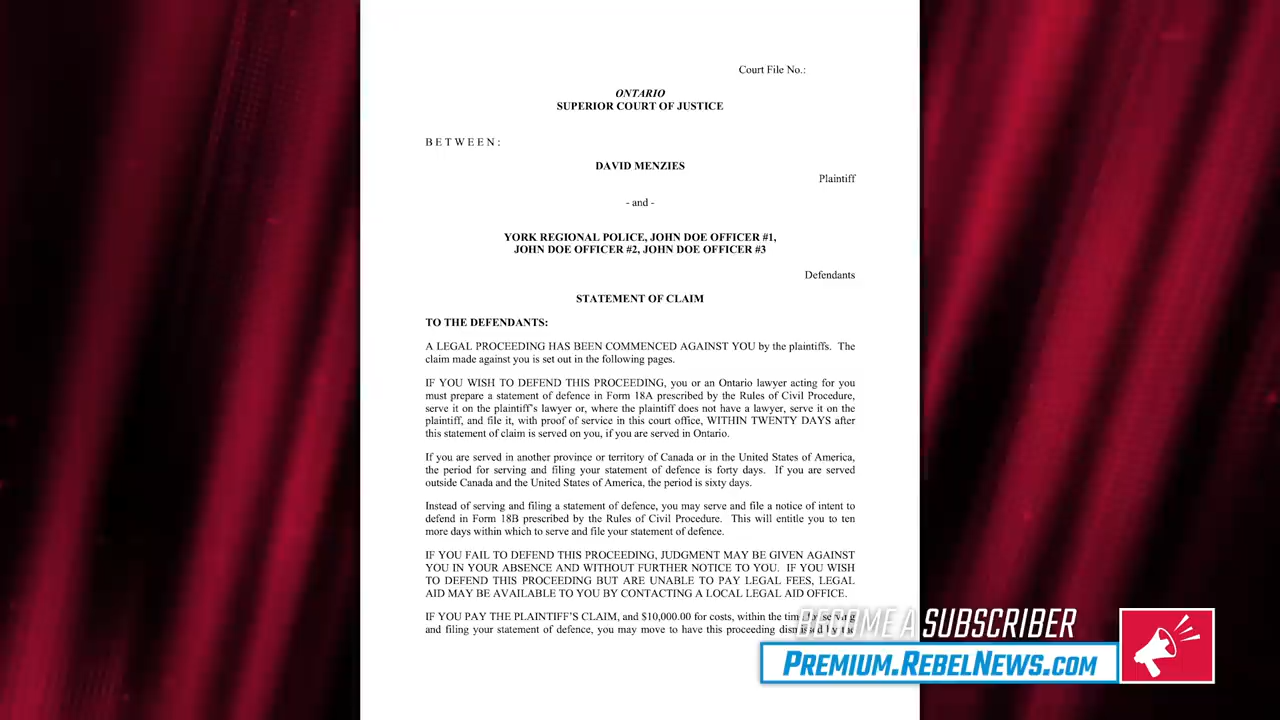 Court File No.:
ONTARIO
SUPERIOR COURT OF JUSTICE
B E T W E E N :
DAVID MENZIES
Plaintiff
- and -
YORK REGIONAL POLICE, JOHN DOE OFFICER #1,
JOHN DOE OFFICER #2, JOHN DOE OFFICER #3
Defendants
STATEMENT OF CLAIM
TO THE DEFENDANTS:
A LEGAL PROCEEDING HAS BEEN COMMENCED AGAINST YOU by the plaintiffs. The
claim made against you is set out in the following pages.
IF YOU WISH TO DEFEND THIS PROCEEDING, you or an Ontario lawyer acting for you
must prepare a statement of defence in Form 18A prescribed by the Rules of Civil Procedure,
serve it on the plaintiff's lawyer or, where the plaintiff does not have a lawyer, serve it on the
plaintiff, and file it, with proof of service in this court office, WITHIN TWENTY DAYS after
this statement of claim is served on you, if you are served in Ontario.
If you are served in another province or territory of Canada or in the United States of America,
the period for serving and filing your statement of defence is forty days. If you are served
outside Canada and the United States of America, the period is sixty days.
Instead of serving and filing a statement of defence, you may serve and file a notice of intent to
defend in Form 18B prescribed by the Rules of Civil Procedure. This will entitle you to ten
more days within which to serve and file your statement of defence.
IF YOU FAIL TO DEFEND THIS PROCEEDING, JUDGMENT MAY BE GIVEN AGAINST
YOU IN YOUR ABSENCE AND WITHOUT FURTHER NOTICE TO YOU. IF YOU WISH
TO DEFEND THIS PROCEEDING BUT ARE UNABLE TO PAY LEGAL FEES, LEGAL
AID MAY BE AVAILABLE TO YOU BY CONTACTING A LOCAL LEGAL AID OFFICE.
IF YOU PAY THE PLAINTIFF'S CLAIM, and $10,000.00 for costs, within the time for serving
and filing your statement of defence, you may move to have this proceeding dismissed by the
BECOME A SUBSCRIBER
PREMIUM.REBELNEWS.COM